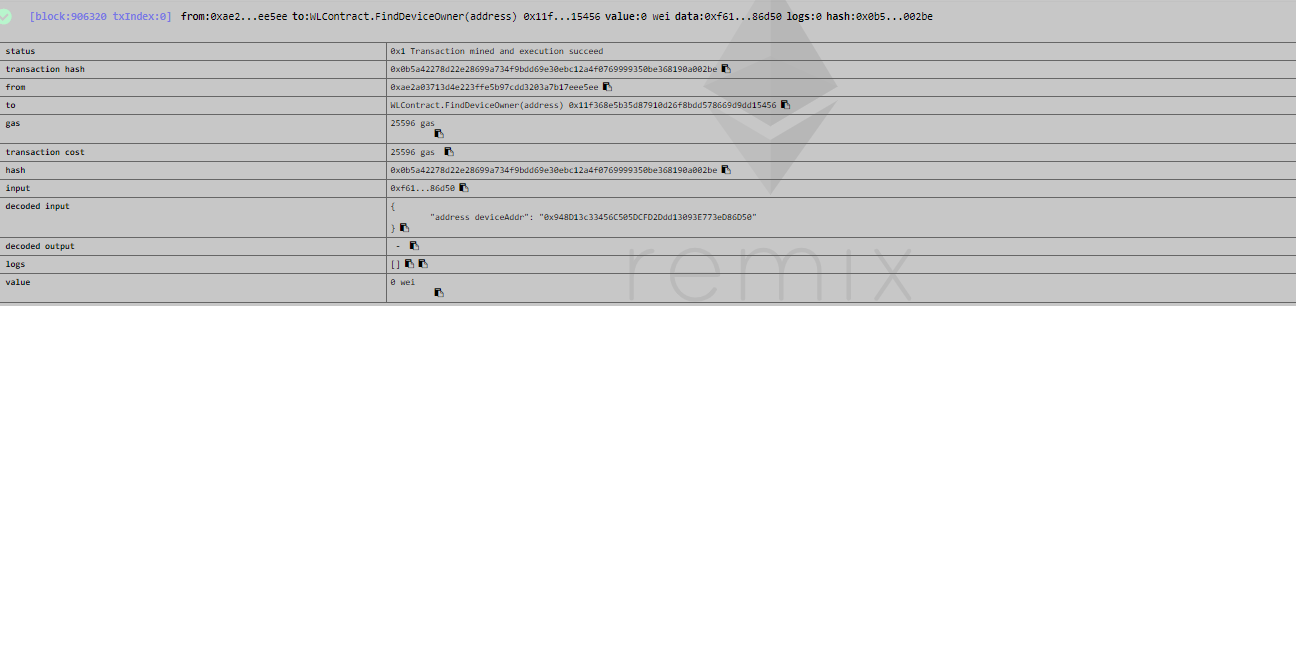 [block:906320 txIndex:0] from:0xae2...ee5ee to:WLContract.FindDeviceOwner(address) 0x11f...15456 value:0 wei data:0xf61...86d50 logs:0 hash:0x0b5...002be
status 0x1 Transaction mined and execution succeed
transaction hash 0x0b5a42278d22e28699a734f9bdd69e30ebc12a4f0769999350be368190a002be
from 0xae2a03713d4e223ffe5b97cdd3203a7b17eee5ee
to WLContract.FindDeviceOwner(address) 0x11f368e5b35d87910d26f8bdd578669d9dd15456
gas 25596 gas
transaction cost 25596 gas
hash 0x0b5a42278d22e28699a734f9bdd69e30ebc12a4f0769999350be368190a002be
input 0xf61...86d50
decoded input {
"address deviceAddr": "0x948D13c33456C505DCFD2Ddd13093E773eD86D50"
}
decoded output -
logs []
value 0 wei
remix